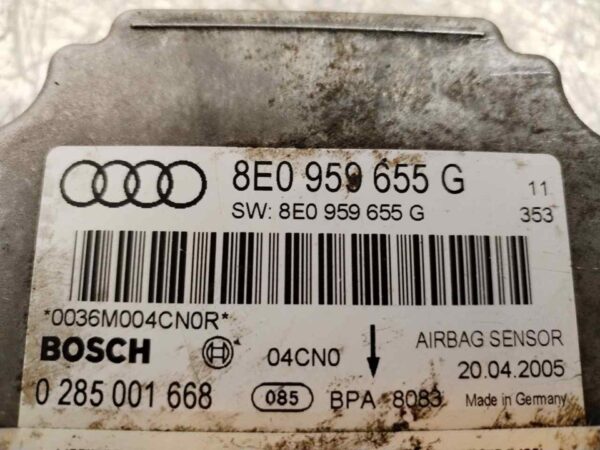 8E0 959 655 G 11
SW: 8E0 959 655 G 353
*0036M004CN0R*
BOSCH 04CN0 AIRBAG SENSOR
20.04.2005
0 285 001 668 085 BPA 8083 Made in Germany